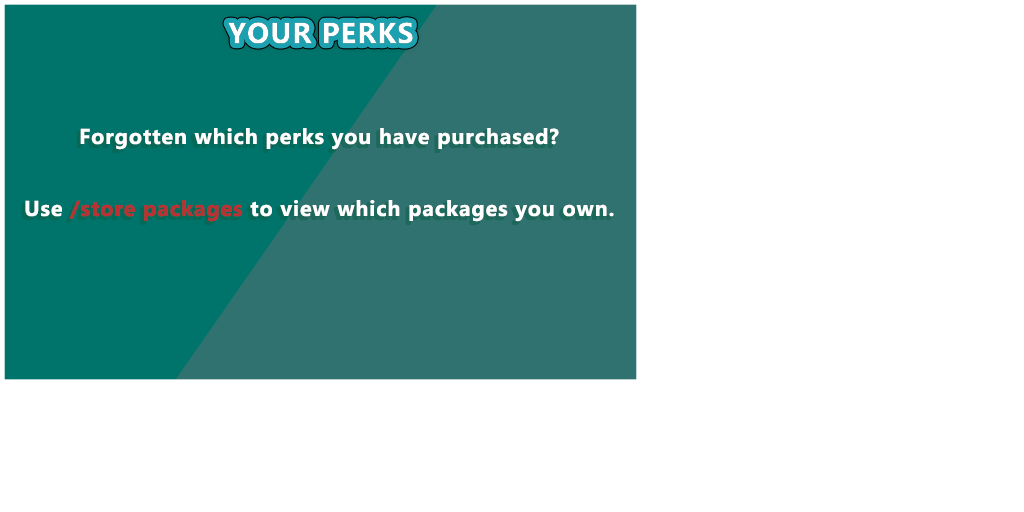 YOUR PERKS
Forgotten which perks you have purchased?
Use /store packages to view which packages you own.